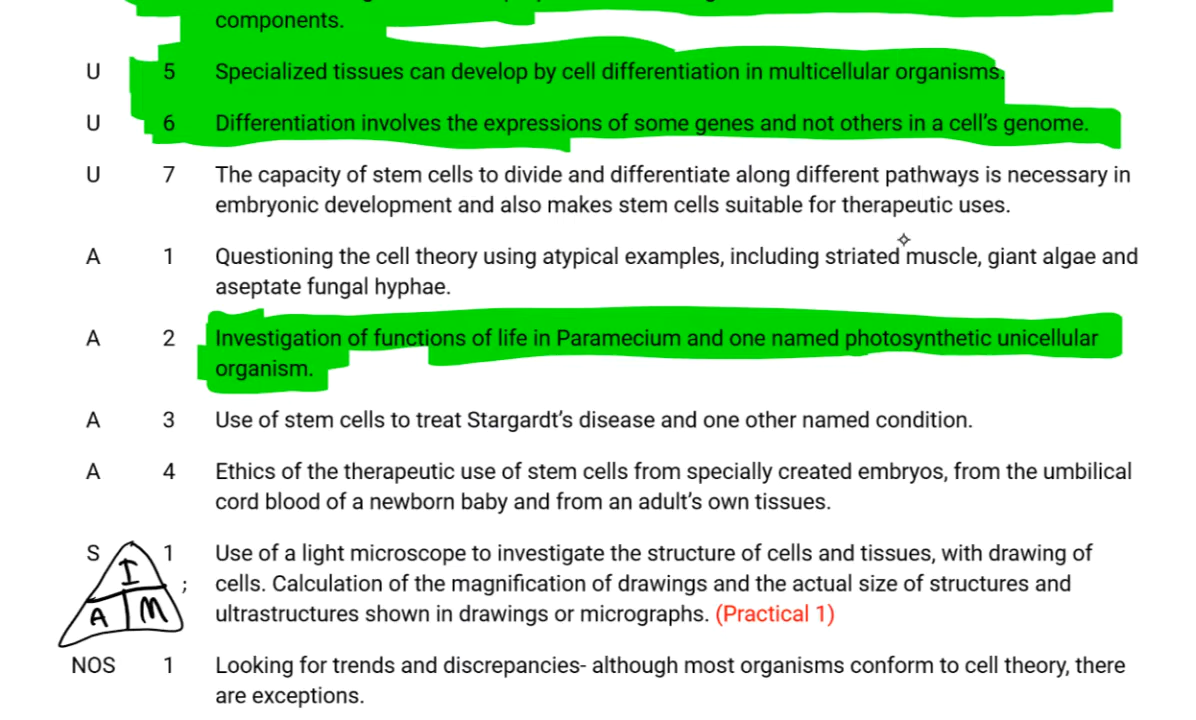 components.
U 5 Specialized tissues can develop by cell differentiation in multicellular organisms.
U 6 Differentiation involves the expressions of some genes and not others in a cell's genome.
U 7 The capacity of stem cells to divide and differentiate along different pathways is necessary in
embryonic development and also makes stem cells suitable for therapeutic uses.
A 1 Questioning the cell theory using atypical examples, including striated muscle, giant algae and
aseptate fungal hyphae.
A 2 Investigation of functions of life in Paramecium and one named photosynthetic unicellular
organism.
A 3 Use of stem cells to treat Stargardt's disease and one other named condition.
A 4 Ethics of the therapeutic use of stem cells from specially created embryos, from the umbilical
cord blood of a newborn baby and from an adult's own tissues.
S 1 Use of a light microscope to investigate the structure of cells and tissues, with drawing of
I ; cells. Calculation of the magnification of drawings and the actual size of structures and
A M ultrastructures shown in drawings or micrographs. (Practical 1)
NOS 1 Looking for trends and discrepancies- although most organisms conform to cell theory, there
are exceptions.